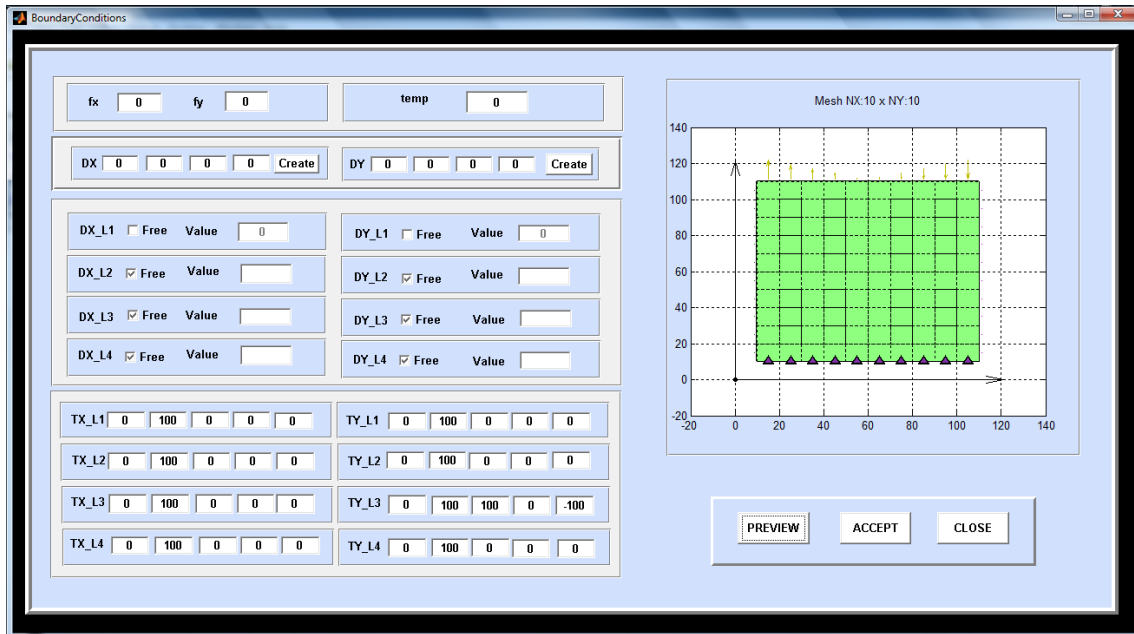 BoundaryConditions
fx 0 fy 0 temp 0
DX 0 0 0 0 Create DY 0 0 0 0 Create
DX_L1 Free Value 0 DY_L1 Free Value 0
DX_L2 Free Value DY_L2 Free Value
DX_L3 Free Value DY_L3 Free Value
DX_L4 Free Value DY_L4 Free Value
TX_L1 0 100 0 0 0 TY_L1 0 100 0 0 0
TX_L2 0 100 0 0 0 TY_L2 0 100 0 0 0
TX_L3 0 100 0 0 0 TY_L3 0 100 100 0 -100
TX_L4 0 100 0 0 0 TY_L4 0 100 0 0 0
Mesh NX:10 x NY:10
140
120
100
80
60
40
20
0
-20
-20 0 20 40 60 80 100 120 140
PREVIEW ACCEPT CLOSE